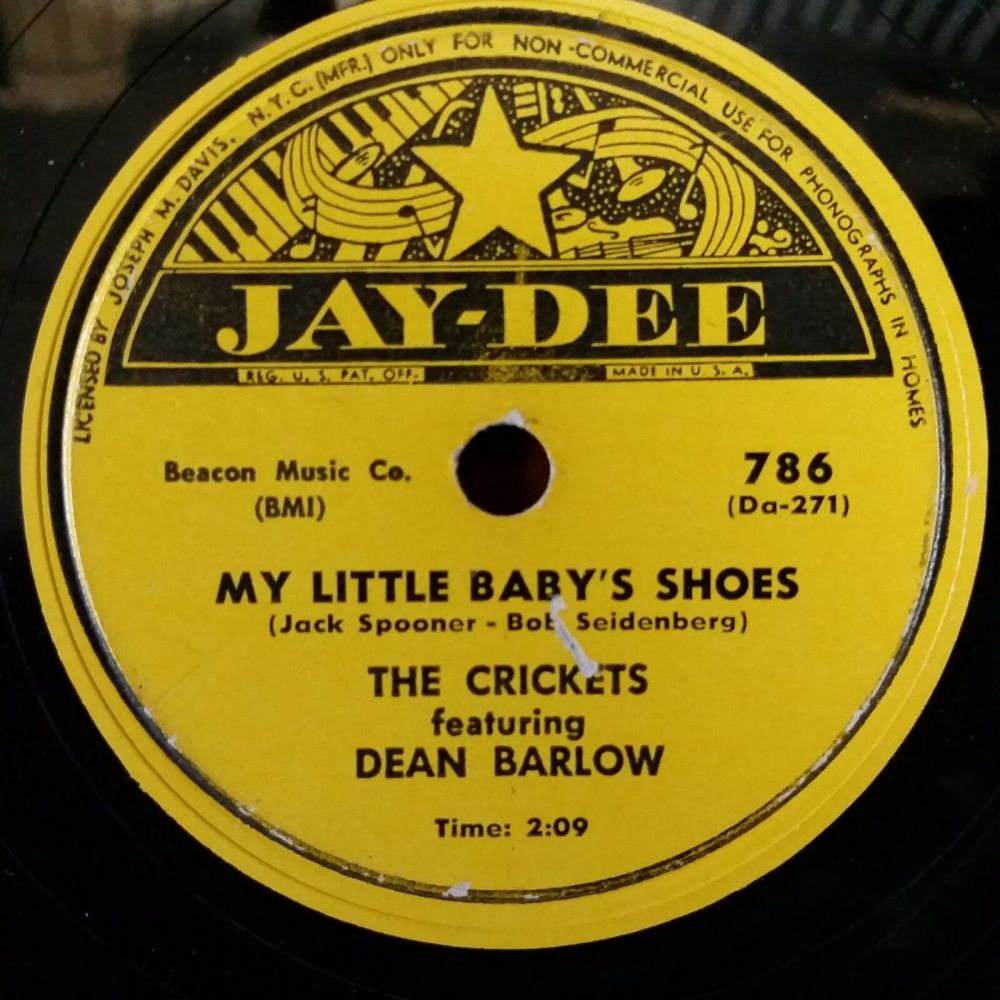 LICENSED BY JOSEPH M. DAVIS, N.Y.C. (MFR.) ONLY FOR NON-COMMERCIAL USE FOR PHONOGRAPHS IN HOMES
JAY-DEE
REG. U. S. PAT. OFF.
MADE IN U. S. A.
Beacon Music Co.
(BMI)
786
(Da-271)
MY LITTLE BABY'S SHOES
(Jack Spooner - Bob Seidenberg)
THE CRICKETS
featuring
DEAN BARLOW
Time: 2:09